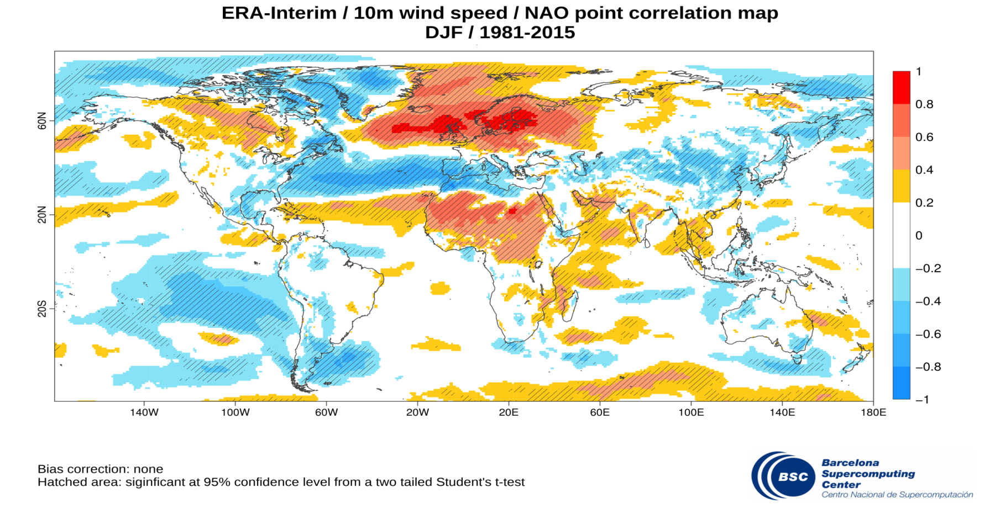 ERA-Interim / 10m wind speed / NAO point correlation map
DJF / 1981-2015
60N
20N
20S
140W 100W 60W 20W 20E 60E 100E 140E 180E
1
0.8
0.6
0.4
0.2
0
−0.2
−0.4
−0.6
−0.8
−1
Bias correction: none
Hatched area: siginficant at 95% confidence level from a two tailed Student's t-test
BSC
Barcelona
Supercomputing
Center
Centro Nacional de Supercomputación